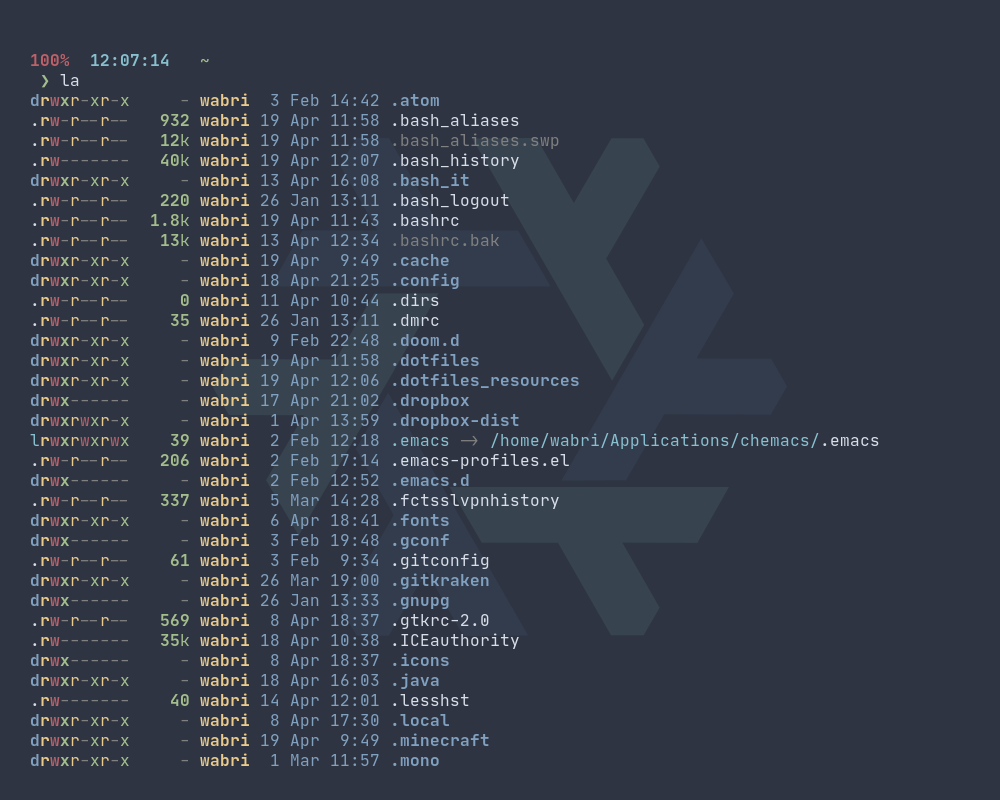 100%  12:07:14   ~
 ❯ la
drwxr-xr-x     - wabri  3 Feb 14:42 .atom
.rw-r--r--   932 wabri 19 Apr 11:58 .bash_aliases
.rw-r--r--   12k wabri 19 Apr 11:58 .bash_aliases.swp
.rw-------   40k wabri 19 Apr 12:07 .bash_history
drwxr-xr-x     - wabri 13 Apr 16:08 .bash_it
.rw-r--r--   220 wabri 26 Jan 13:11 .bash_logout
.rw-r--r--  1.8k wabri 19 Apr 11:43 .bashrc
.rw-r--r--   13k wabri 13 Apr 12:34 .bashrc.bak
drwxr-xr-x     - wabri 19 Apr  9:49 .cache
drwxr-xr-x     - wabri 18 Apr 21:25 .config
.rw-r--r--     0 wabri 11 Apr 10:44 .dirs
.rw-r--r--    35 wabri 26 Jan 13:11 .dmrc
drwxr-xr-x     - wabri  9 Feb 22:48 .doom.d
drwxr-xr-x     - wabri 19 Apr 11:58 .dotfiles
drwxr-xr-x     - wabri 19 Apr 12:06 .dotfiles_resources
drwx------     - wabri 17 Apr 21:02 .dropbox
drwxrwxr-x     - wabri  1 Apr 13:59 .dropbox-dist
lrwxrwxrwx    39 wabri  2 Feb 12:18 .emacs -> /home/wabri/Applications/chemacs/.emacs
.rw-r--r--   206 wabri  2 Feb 17:14 .emacs-profiles.el
drwx------     - wabri  2 Feb 12:52 .emacs.d
.rw-r--r--   337 wabri  5 Mar 14:28 .fctsslvpnhistory
drwxr-xr-x     - wabri  6 Apr 18:41 .fonts
drwx------     - wabri  3 Feb 19:48 .gconf
.rw-r--r--    61 wabri  3 Feb  9:34 .gitconfig
drwxr-xr-x     - wabri 26 Mar 19:00 .gitkraken
drwx------     - wabri 26 Jan 13:33 .gnupg
.rw-r--r--   569 wabri  8 Apr 18:37 .gtkrc-2.0
.rw-------   35k wabri 18 Apr 10:38 .ICEauthority
drwx------     - wabri  8 Apr 18:37 .icons
drwxr-xr-x     - wabri 18 Apr 16:03 .java
.rw-------    40 wabri 14 Apr 12:01 .lesshst
drwxr-xr-x     - wabri  8 Apr 17:30 .local
drwxr-xr-x     - wabri 19 Apr  9:49 .minecraft
drwxr-xr-x     - wabri  1 Mar 11:57 .mono